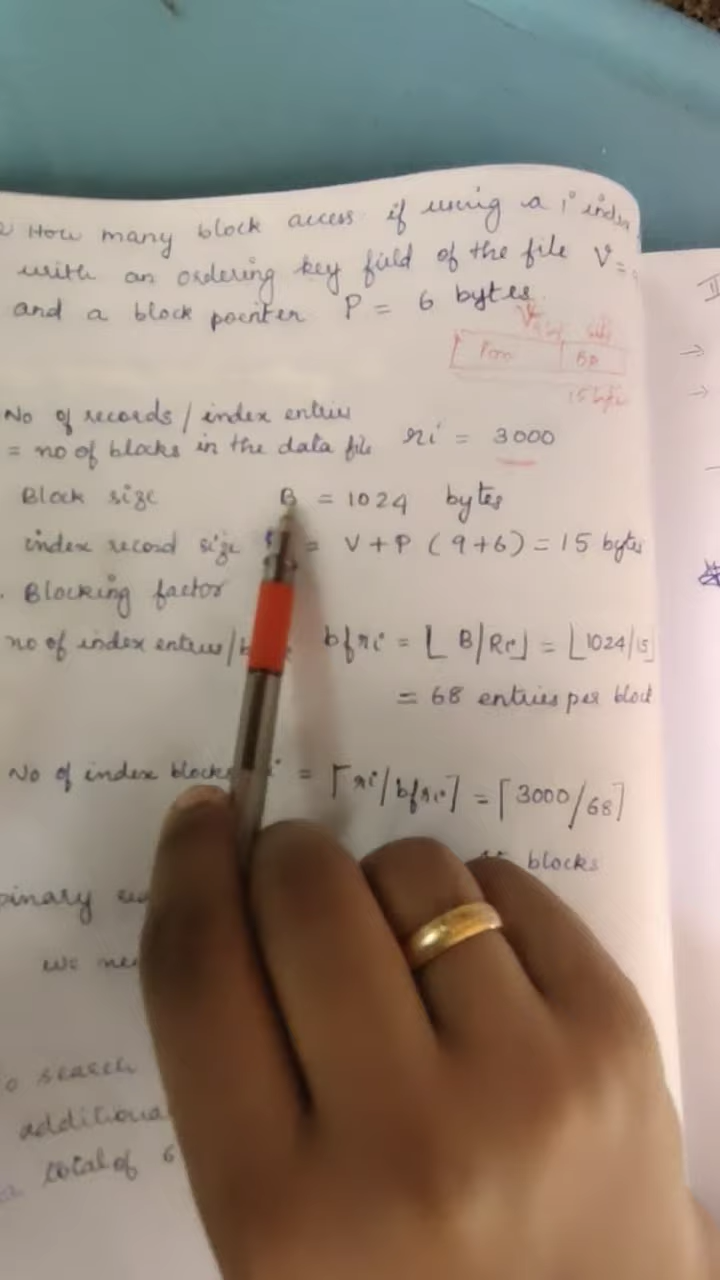 How many block access if using a 1° index
with an ordering key field of the file V =
and a block pointer P = 6 bytes.
BP
15 bytes
No of records / index entries
= no of blocks in the data file ri = 3000
Block size B = 1024 bytes
index record size = V + P (9+6) = 15 bytes
Blocking factor
no of index entries/ bfri = ⌊ B/Ri⌋ = ⌊1024/15⌋
= 68 entries per block
No of index blocks = ⌈ri/bfri⌉ = ⌈3000/68⌉
blocks
binary
we
search
total of 6